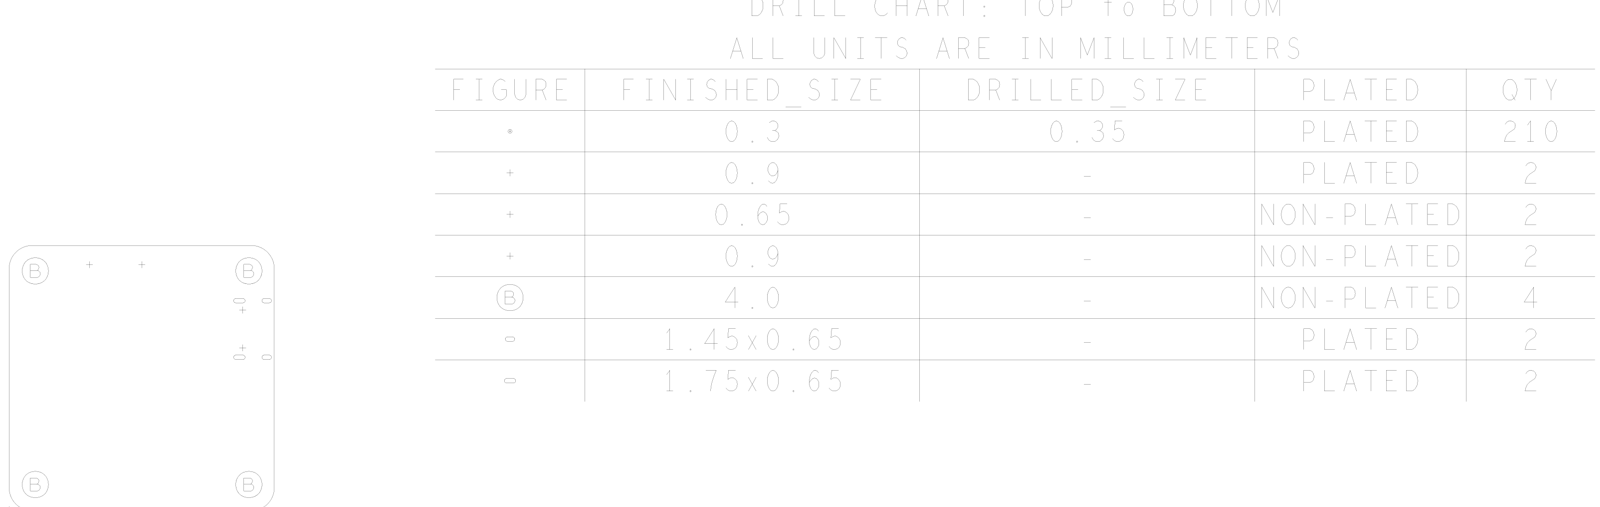 DRILL CHART: TOP to BOTTOM
ALL UNITS ARE IN MILLIMETERS
FIGURE FINISHED_SIZE DRILLED_SIZE PLATED QTY
* 0.3 0.35 PLATED 210
+ 0.9 - PLATED 2
+ 0.65 - NON-PLATED 2
+ 0.9 - NON-PLATED 2
B 4.0 - NON-PLATED 4
1.45x0.65 - PLATED 2
1.75x0.65 - PLATED 2
B B
B B